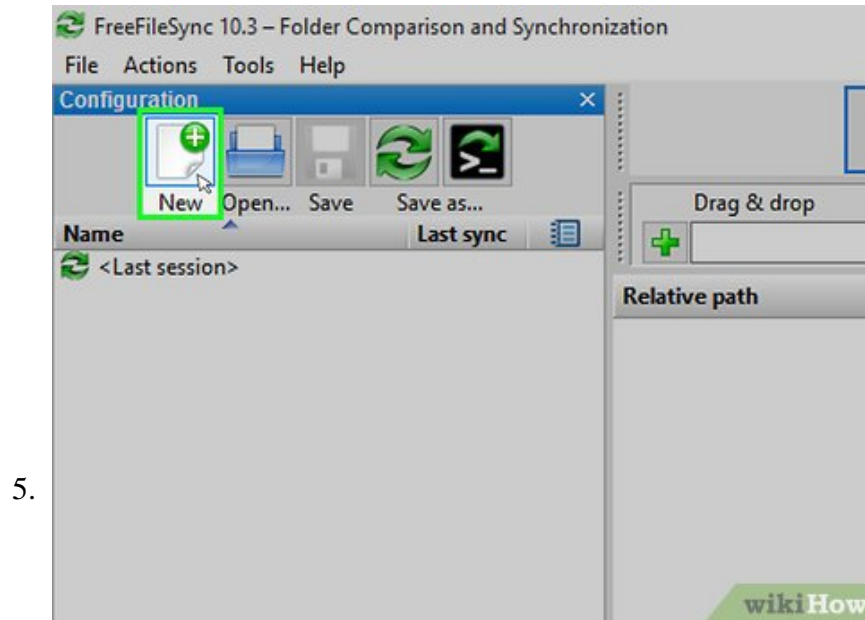 FreeFileSync 10.3 – Folder Comparison and Synchronization
File Actions Tools Help
Configuration
New Open... Save Save as...
Name Last sync
<Last session>
Drag & drop
Relative path
5.
wikiHow